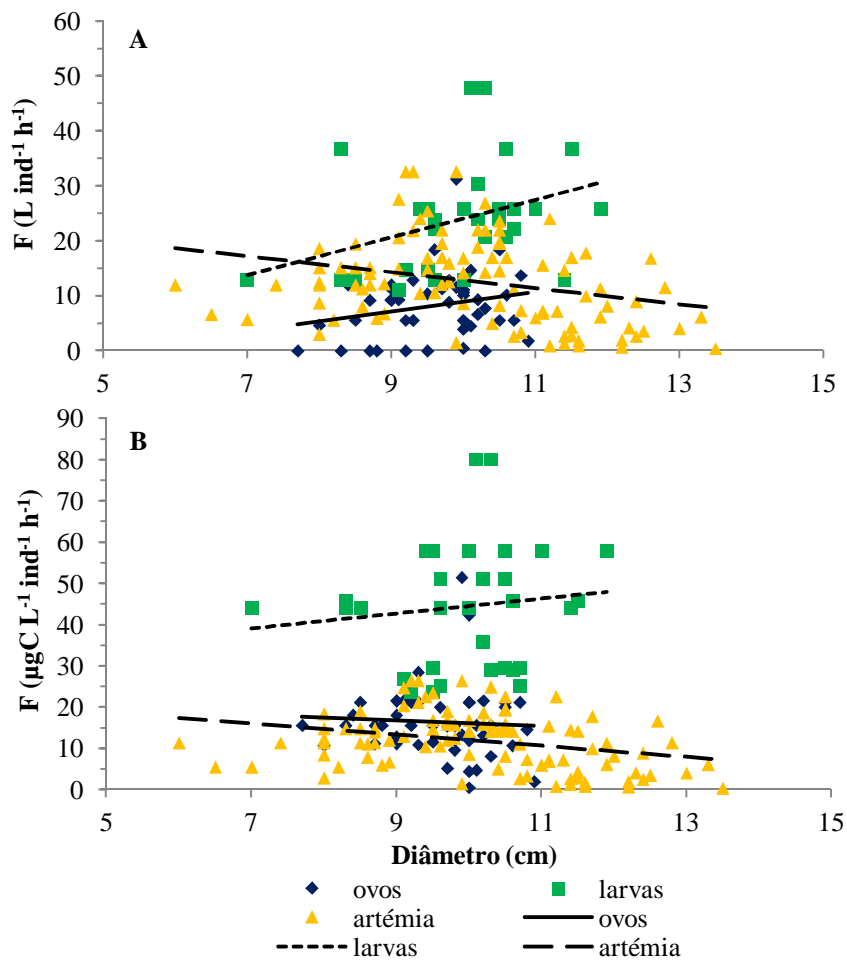 A
F (L ind⁻¹ h⁻¹)
60
50
40
30
20
10
0
5 7 9 11 13 15
B
F (µgC L⁻¹ ind⁻¹ h⁻¹)
90
80
70
60
50
40
30
20
10
0
5 7 9 11 13 15
Diâmetro (cm)
ovos larvas
artémia ovos
larvas artémia